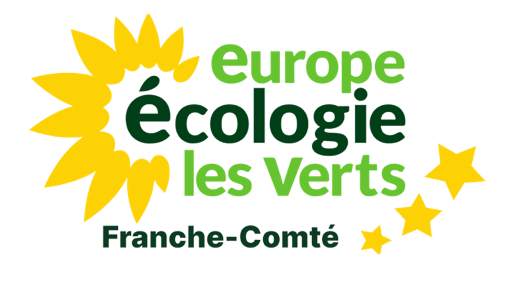 europe
écologie
les verts
Franche-Comté